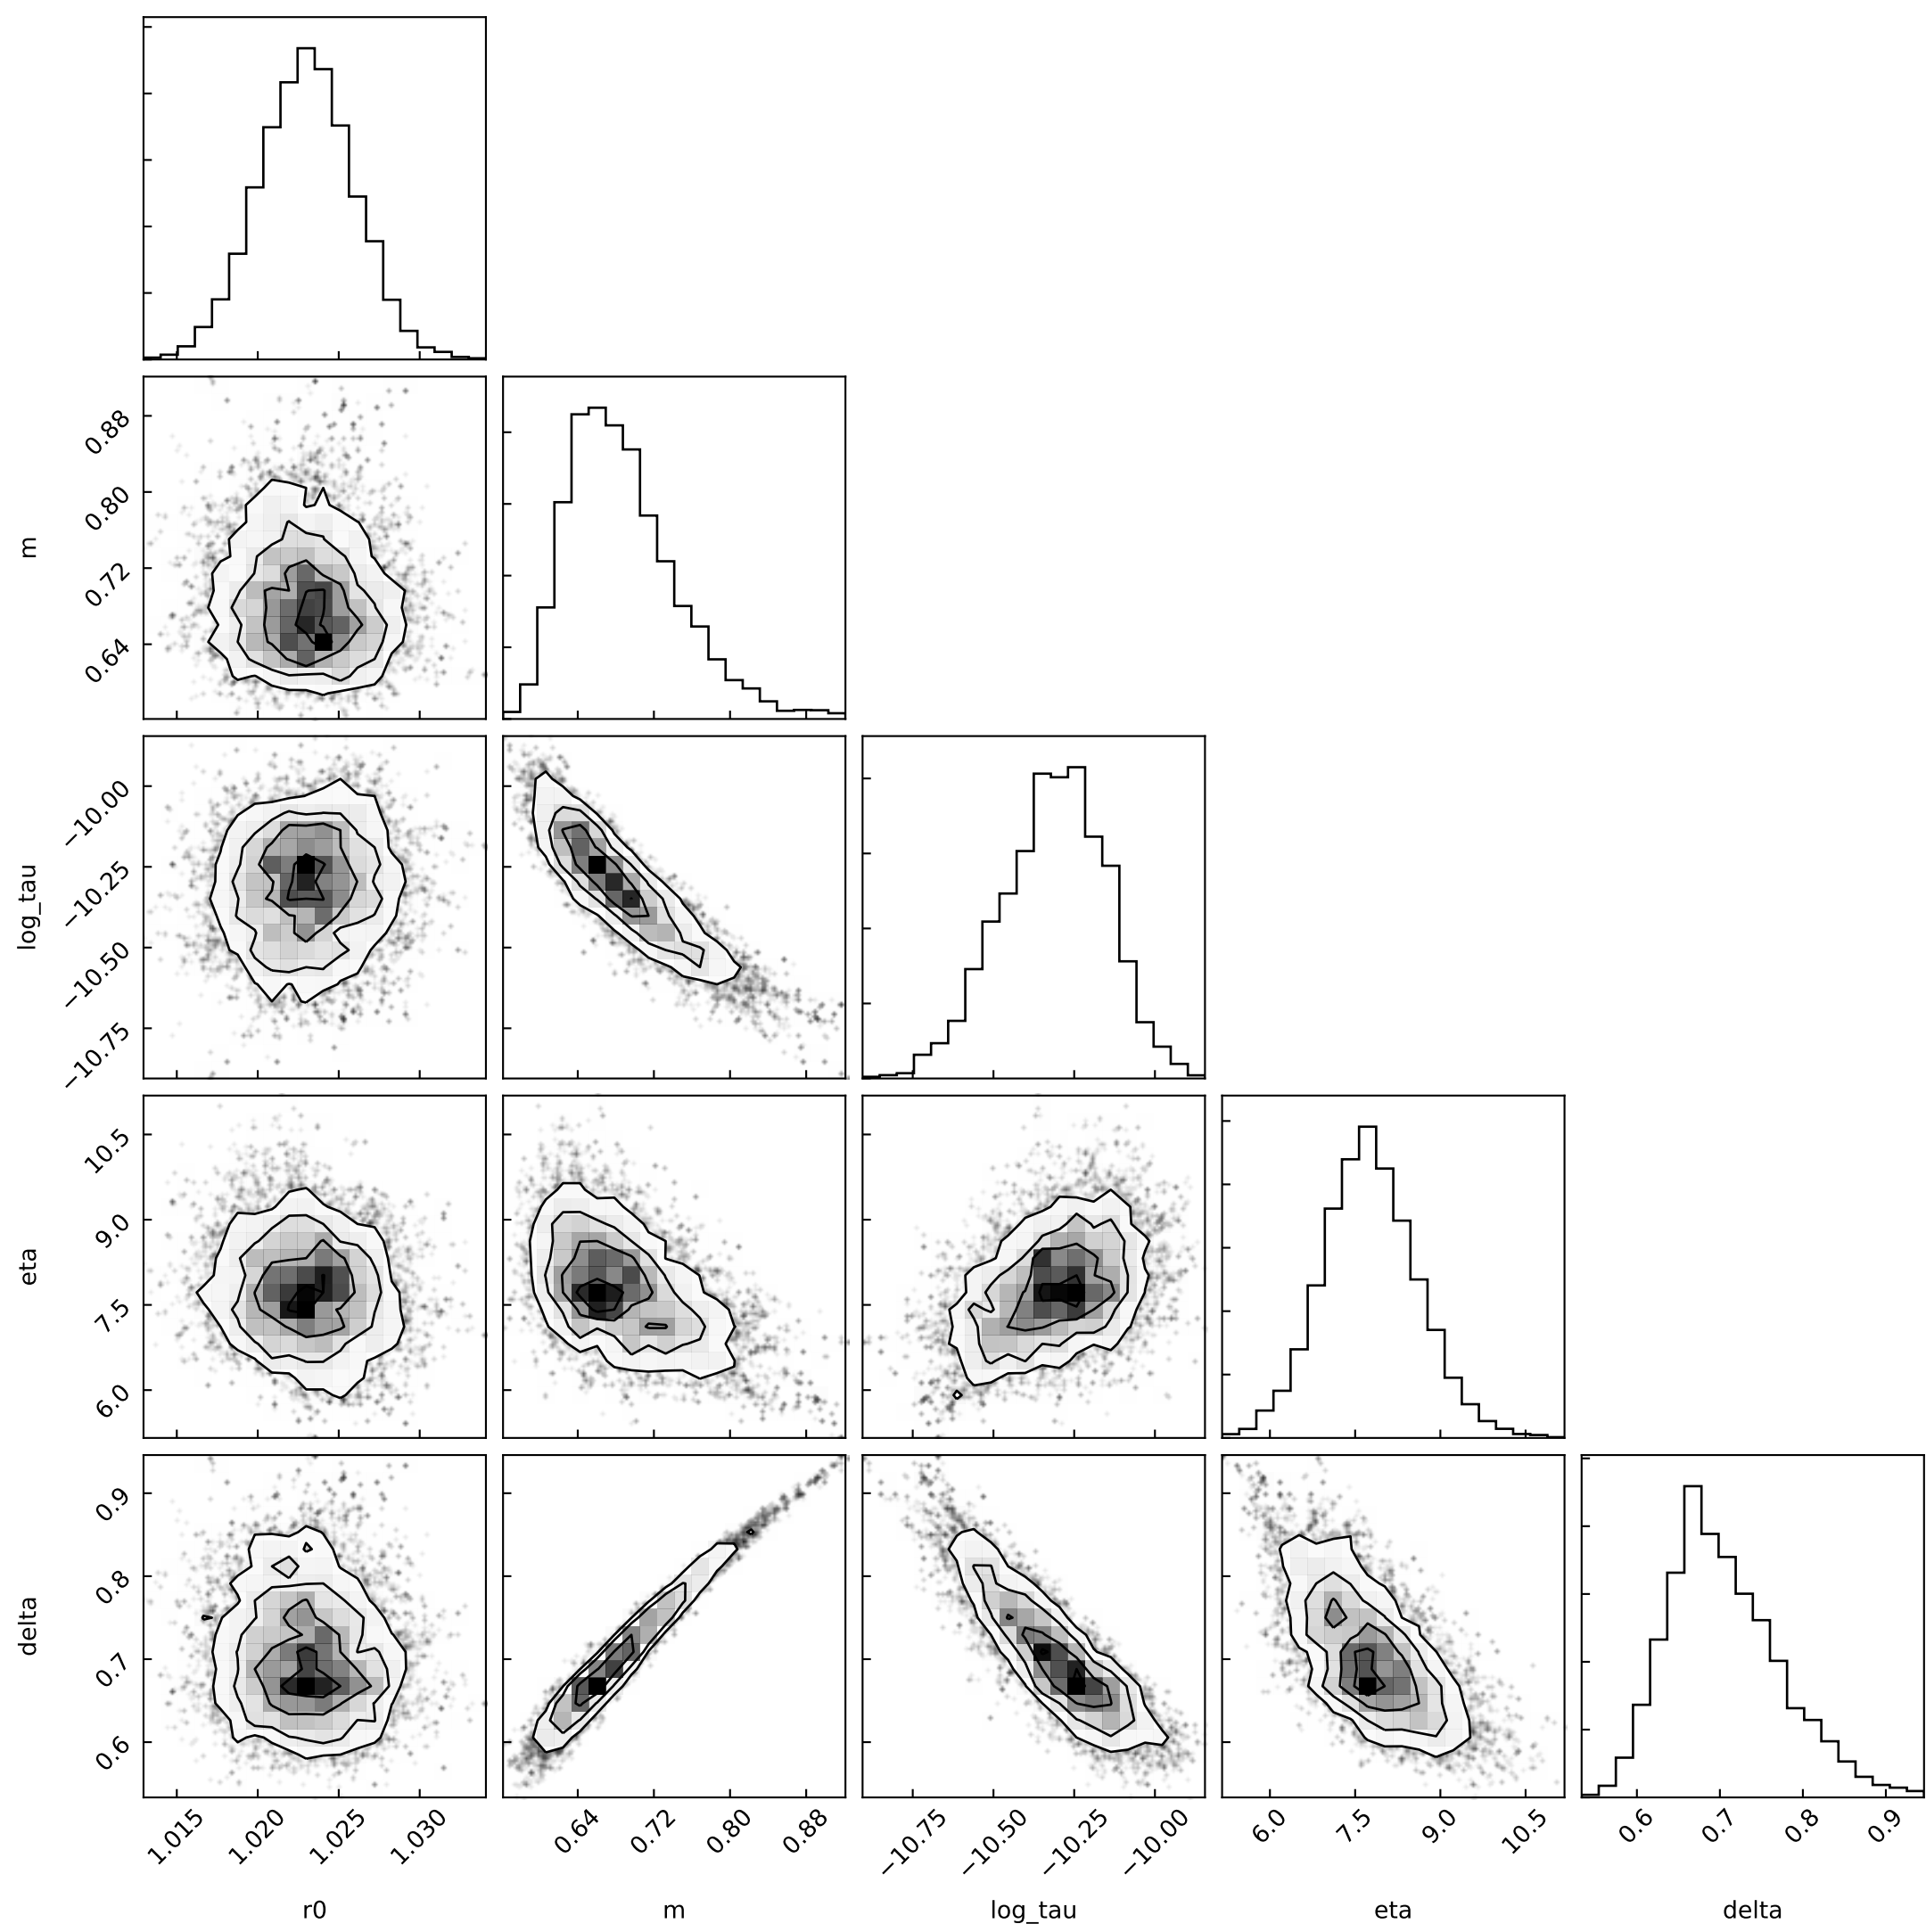 0.88
0.80
0.72
0.64
m
−10.00
−10.25
−10.50
−10.75
log_tau
10.5
9.0
7.5
6.0
eta
0.9
0.8
0.7
0.6
delta
1.015 1.020 1.025 1.030
r0
0.64 0.72 0.80 0.88
m
−10.75 −10.50 −10.25 −10.00
log_tau
6.0 7.5 9.0 10.5
eta
0.6 0.7 0.8 0.9
delta